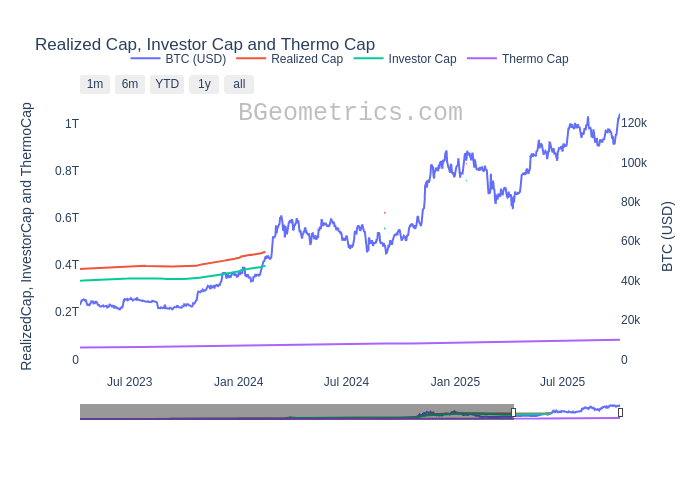 Realized Cap, Investor Cap and Thermo Cap
BTC (USD) Realized Cap Investor Cap Thermo Cap
1m 6m YTD 1y all
BGeometrics.com
RealizedCap, InvestorCap and ThermoCap
1T
0.8T
0.6T
0.4T
0.2T
0
120k
100k
80k
60k
40k
20k
0
BTC (USD)
Jul 2023 Jan 2024 Jul 2024 Jan 2025 Jul 2025